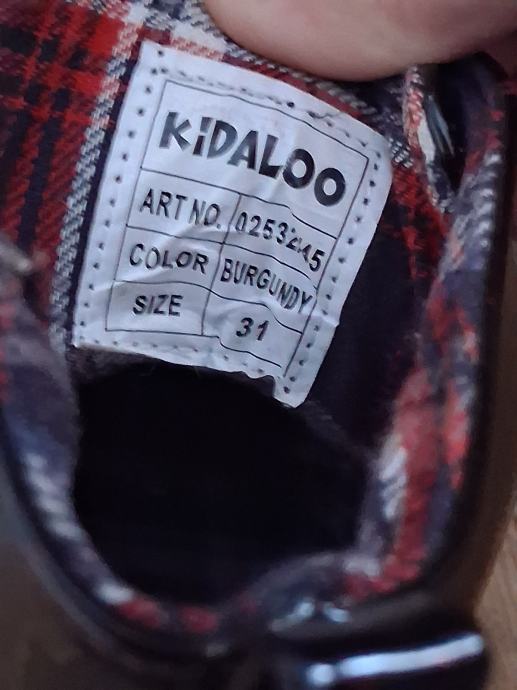 KiDALOO
ART NO.
COLOR BURGUNDY
SIZE 31